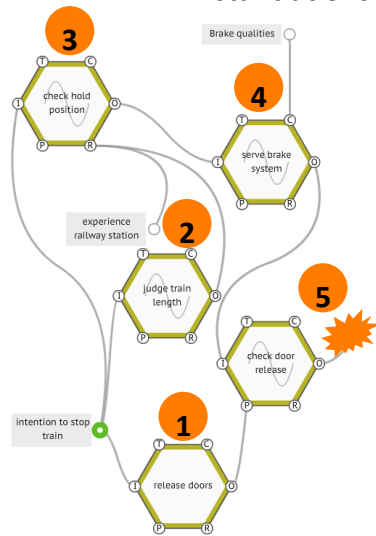 Brake qualities
3
T C
check hold
position
I O
P R
4
T C
serve brake
system
I O
P R
experience
railway station
2
T C
judge train
length
I O
P R
5
T C
check door
release
I O
P R
intention to stop
train
1
T C
release doors
I O
P R